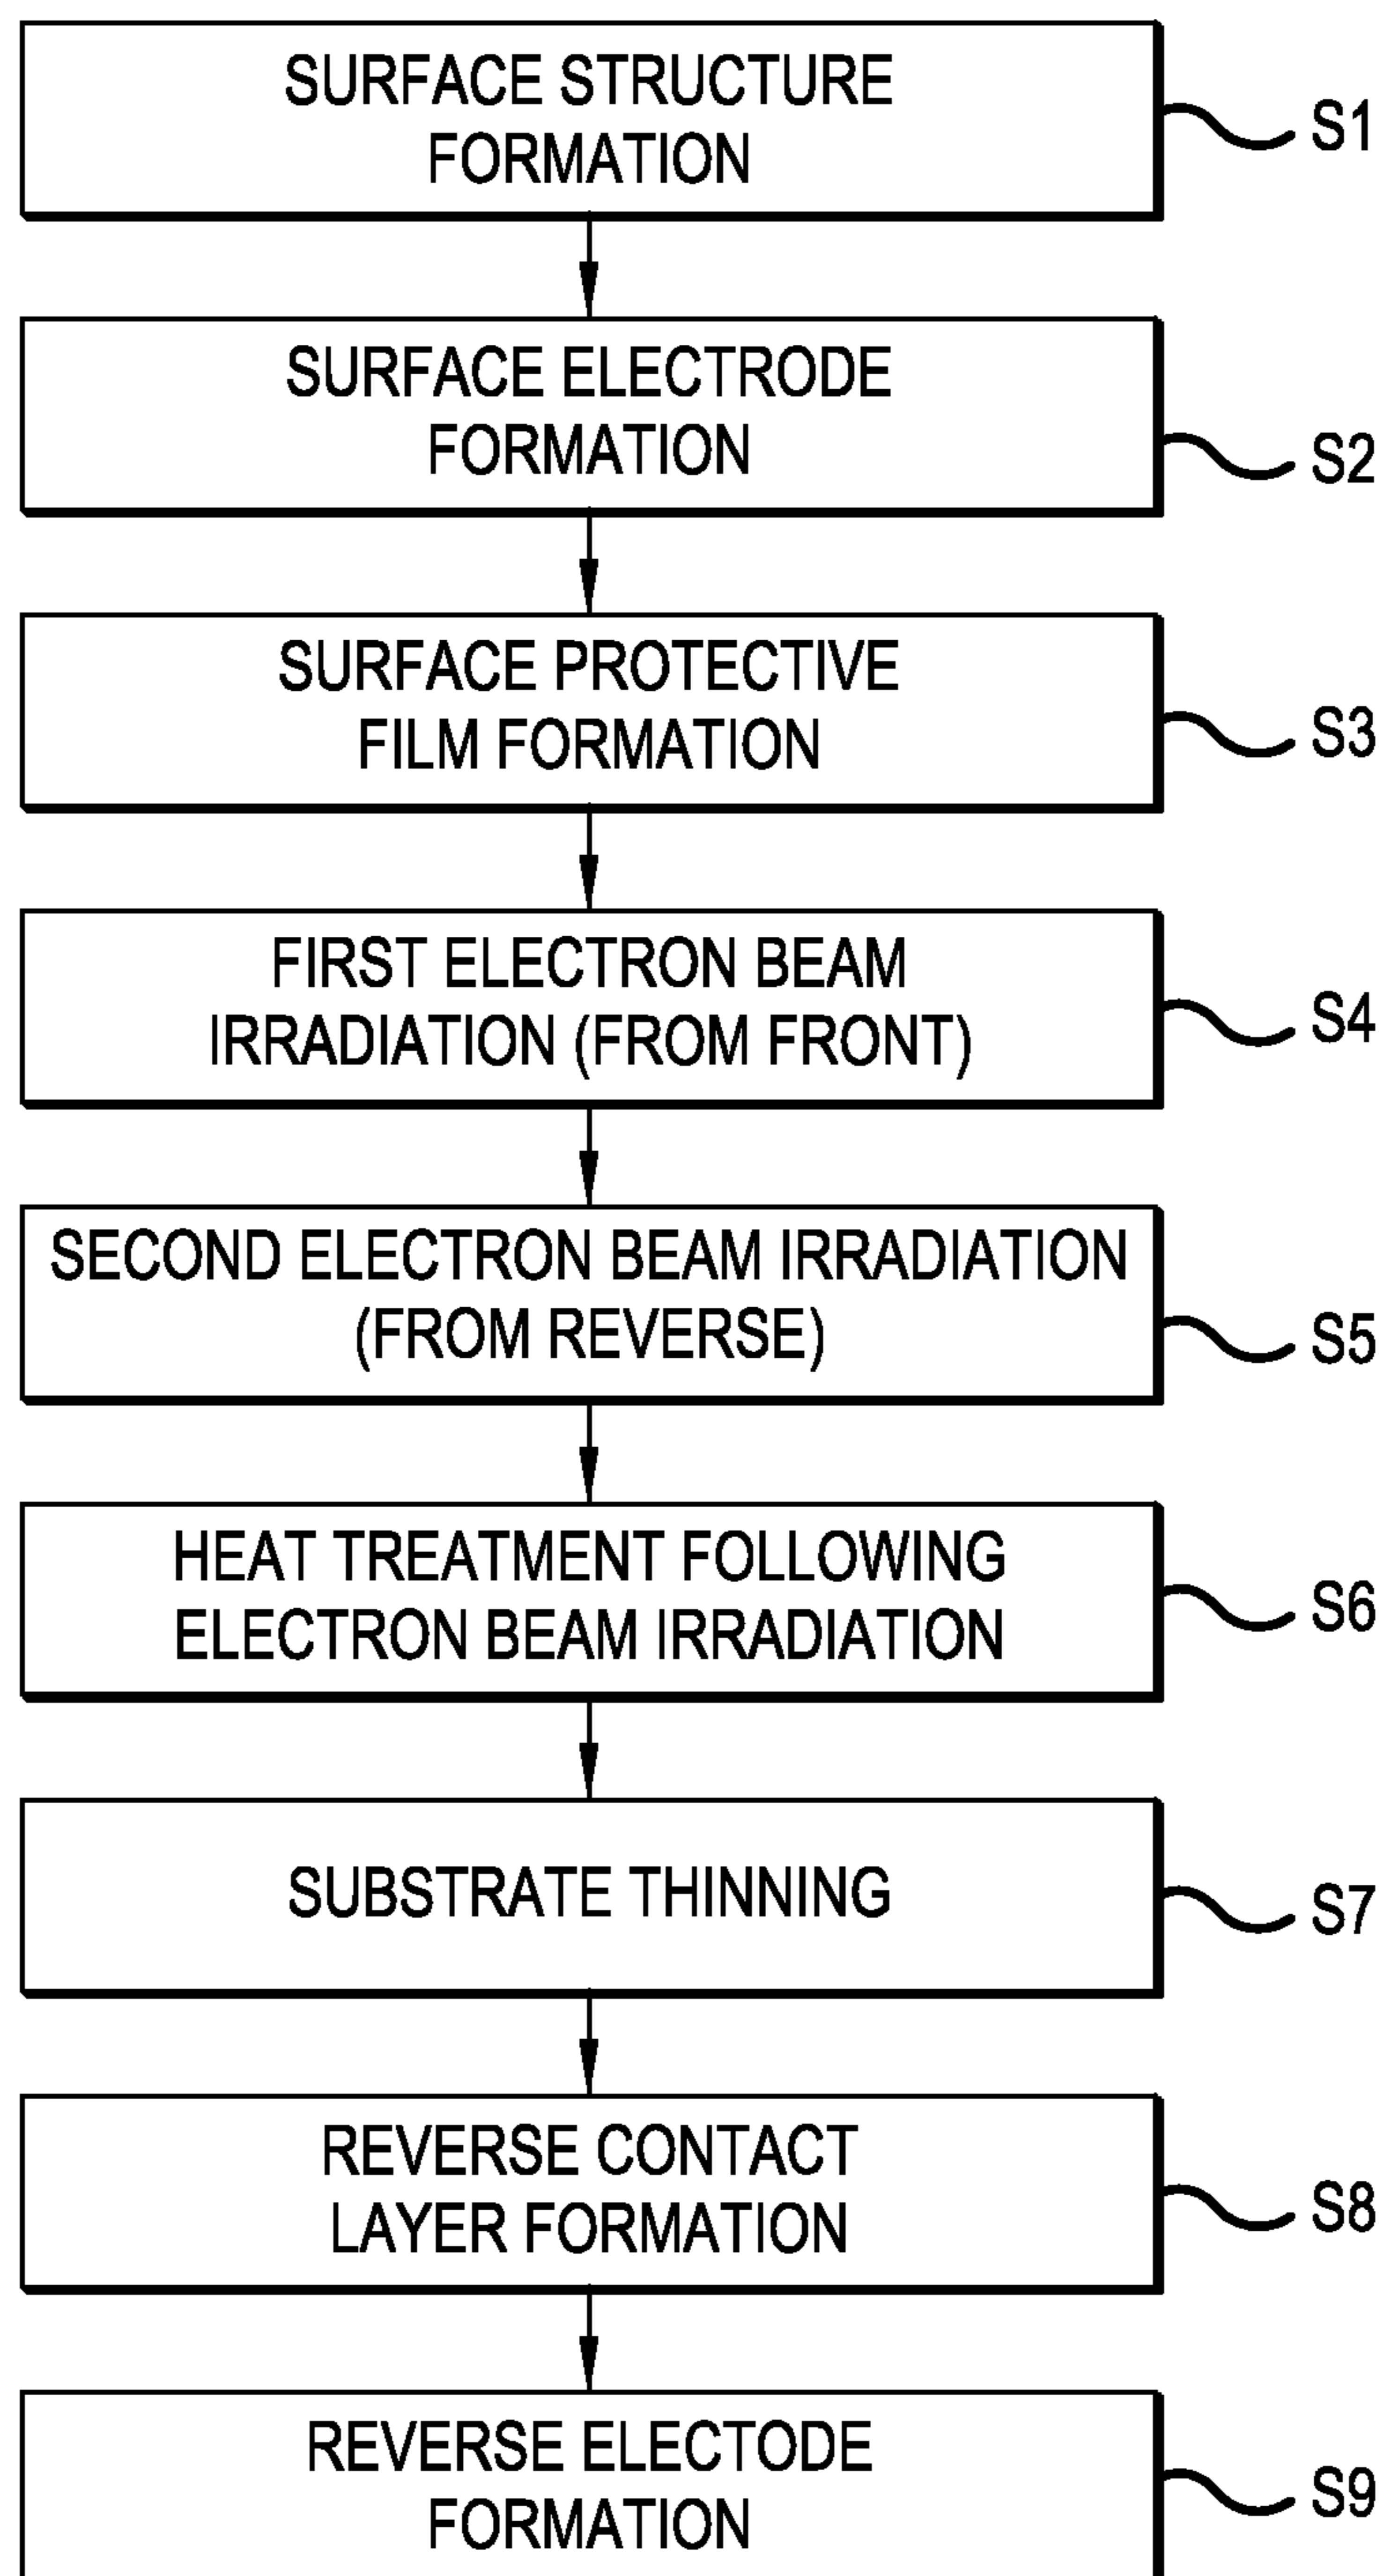 SURFACE STRUCTURE
FORMATION
S1
SURFACE ELECTRODE
FORMATION
S2
SURFACE PROTECTIVE
FILM FORMATION
S3
FIRST ELECTRON BEAM
IRRADIATION (FROM FRONT)
S4
SECOND ELECTRON BEAM IRRADIATION
(FROM REVERSE)
S5
HEAT TREATMENT FOLLOWING
ELECTRON BEAM IRRADIATION
S6
SUBSTRATE THINNING
S7
REVERSE CONTACT
LAYER FORMATION
S8
REVERSE ELECTODE
FORMATION
S9